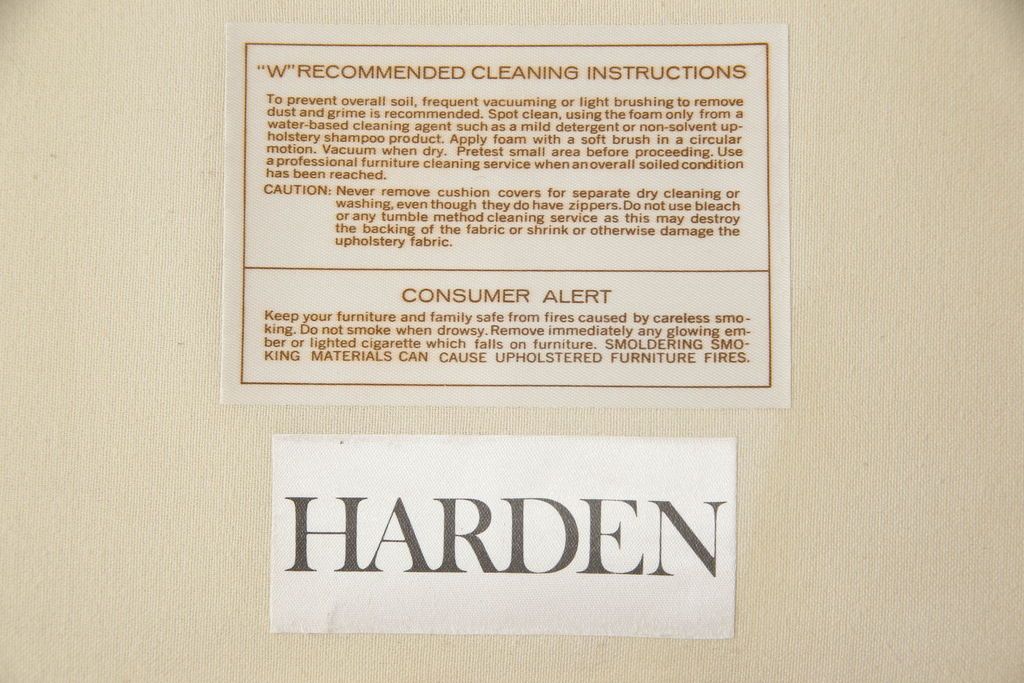 "W" RECOMMENDED CLEANING INSTRUCTIONS
To prevent overall soil, frequent vacuuming or light brushing to remove
dust and grime is recommended. Spot clean, using the foam only from a
water-based cleaning agent such as a mild detergent or non-solvent up-
holstery shampoo product. Apply foam with a soft brush in a circular
motion. Vacuum when dry. Pretest small area before proceeding. Use
a professional furniture cleaning service when an overall soiled condition
has been reached.
CAUTION: Never remove cushion covers for separate dry cleaning or
washing, even though they do have zippers. Do not use bleach
or any tumble method cleaning service as this may destroy
the backing of the fabric or shrink or otherwise damage the
upholstery fabric.
CONSUMER ALERT
Keep your furniture and family safe from fires caused by careless smo-
king. Do not smoke when drowsy. Remove immediately any glowing em-
ber or lighted cigarette which falls on furniture. SMOLDERING SMO-
KING MATERIALS CAN CAUSE UPHOLSTERED FURNITURE FIRES.
HARDEN